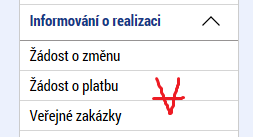 Informování o realizaci
Žádost o změnu
Žádost o platbu
Veřejné zakázky